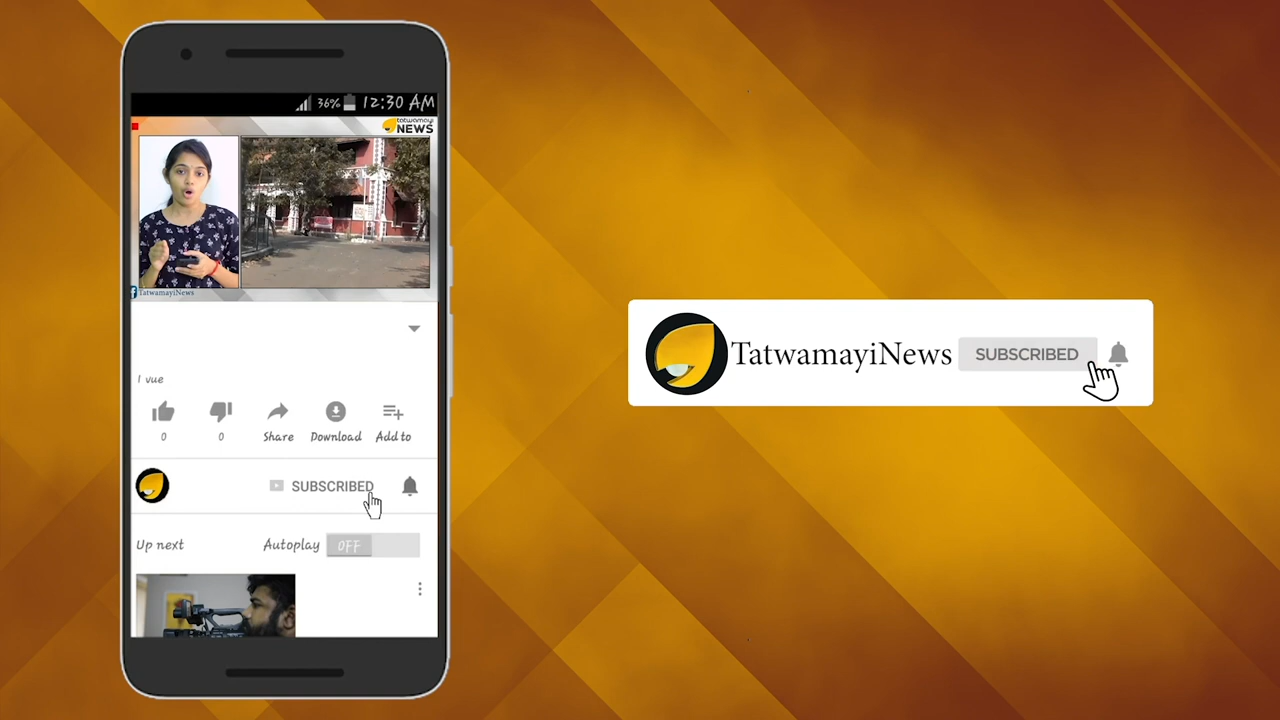 36% 12:30 AM
tatwamayi
NEWS
TatwamayiNews
1 vue
0 0 Share Download Add to
SUBSCRIBED
Up next Autoplay OFF
TatwamayiNews SUBSCRIBED